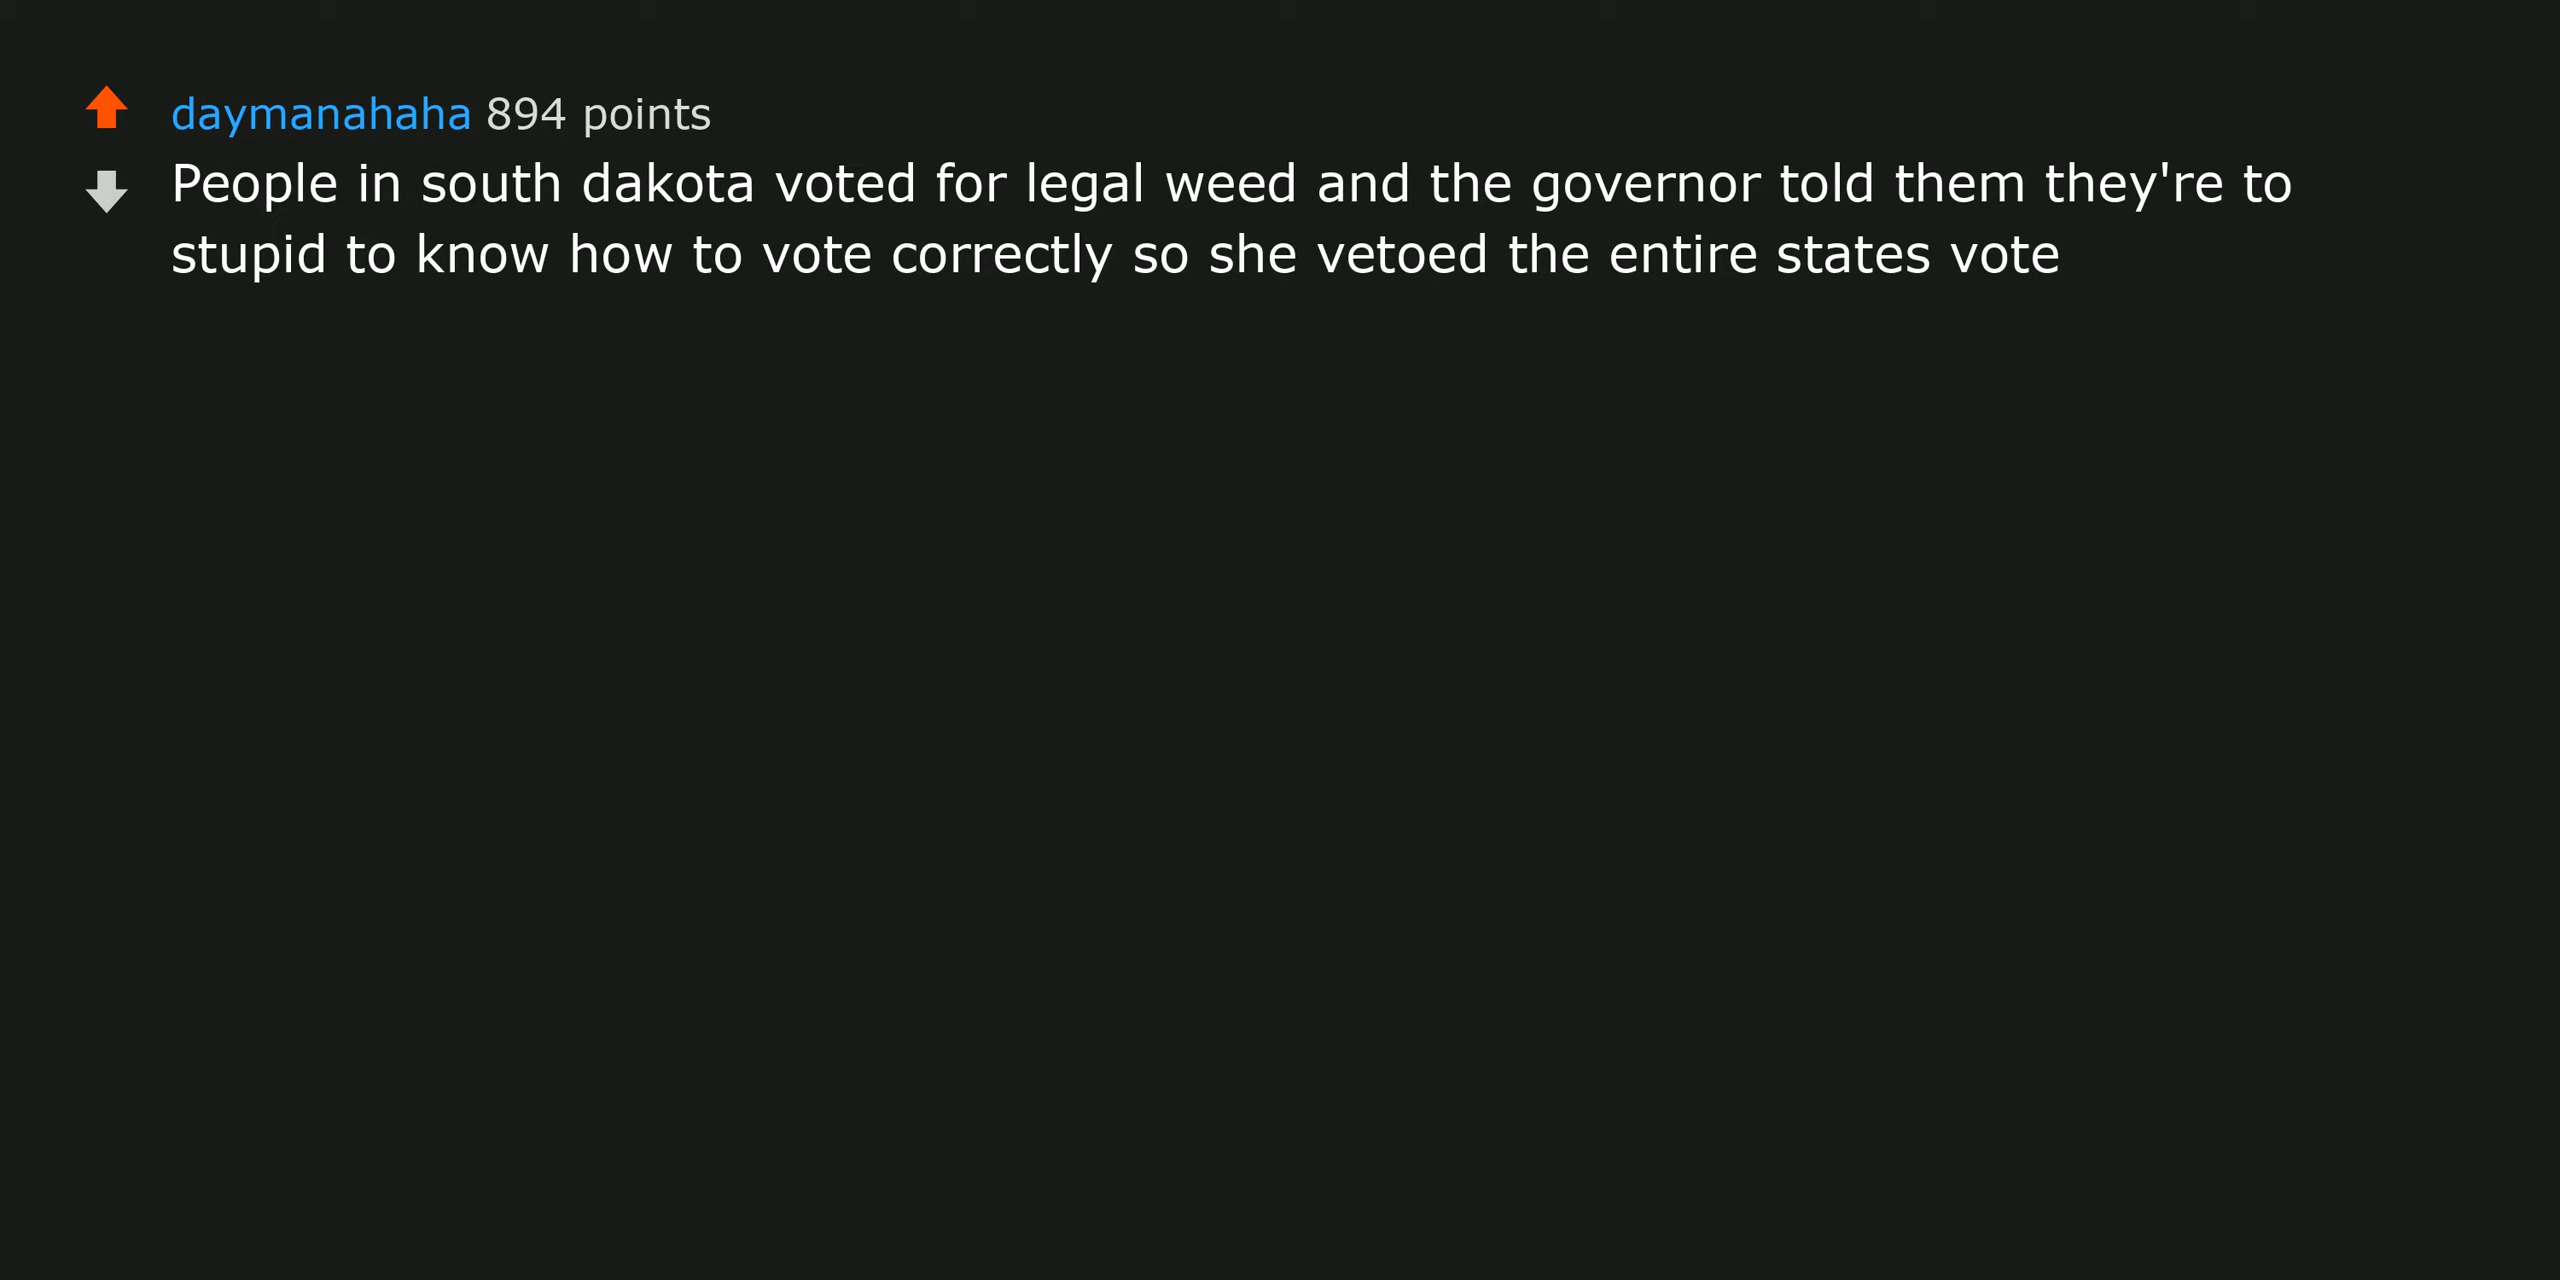 daymanahaha 894 points
People in south dakota voted for legal weed and the governor told them they're to
stupid to know how to vote correctly so she vetoed the entire states vote